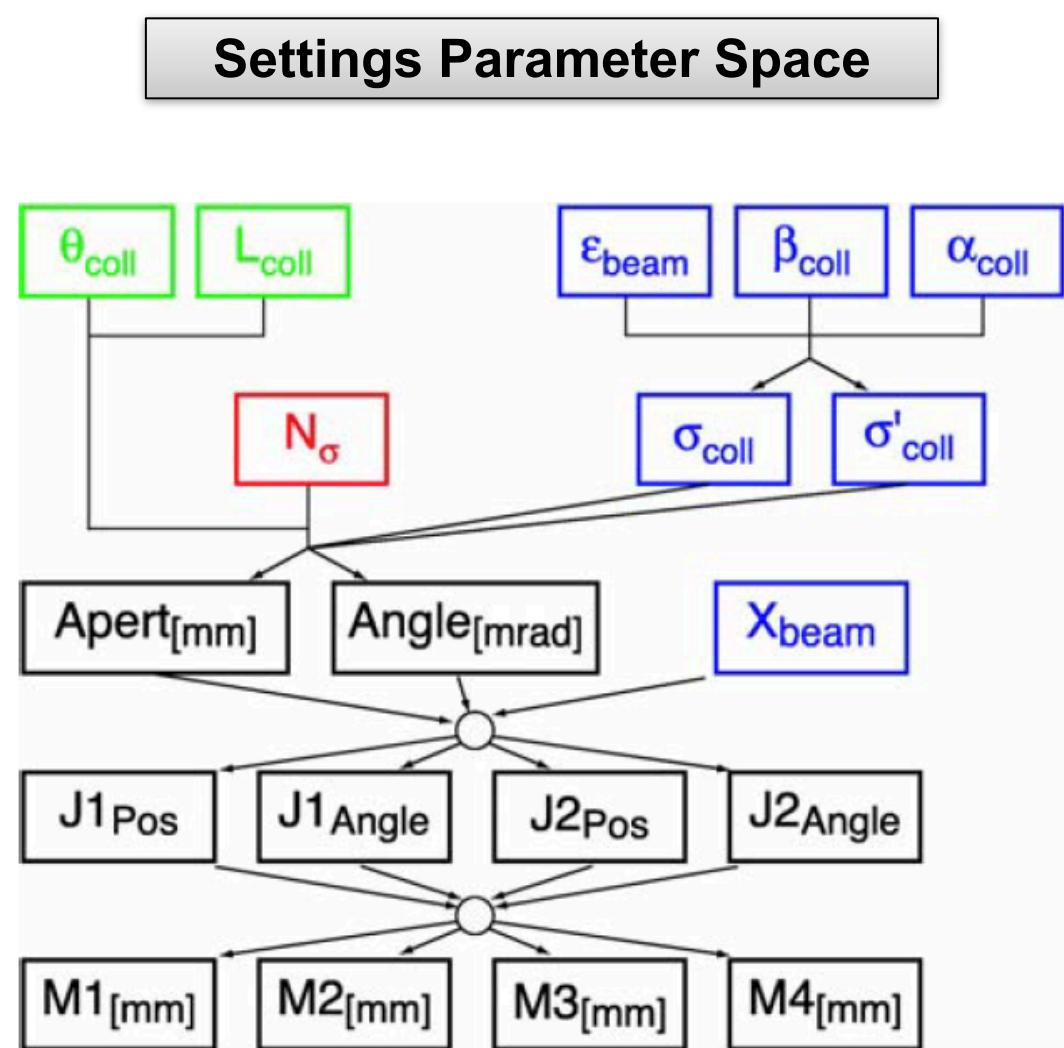 Settings Parameter Space
θcoll Lcoll εbeam βcoll αcoll
Nσ σcoll σ'coll
Apert[mm] Angle[mrad] Xbeam
J1Pos J1Angle J2Pos J2Angle
M1[mm] M2[mm] M3[mm] M4[mm]